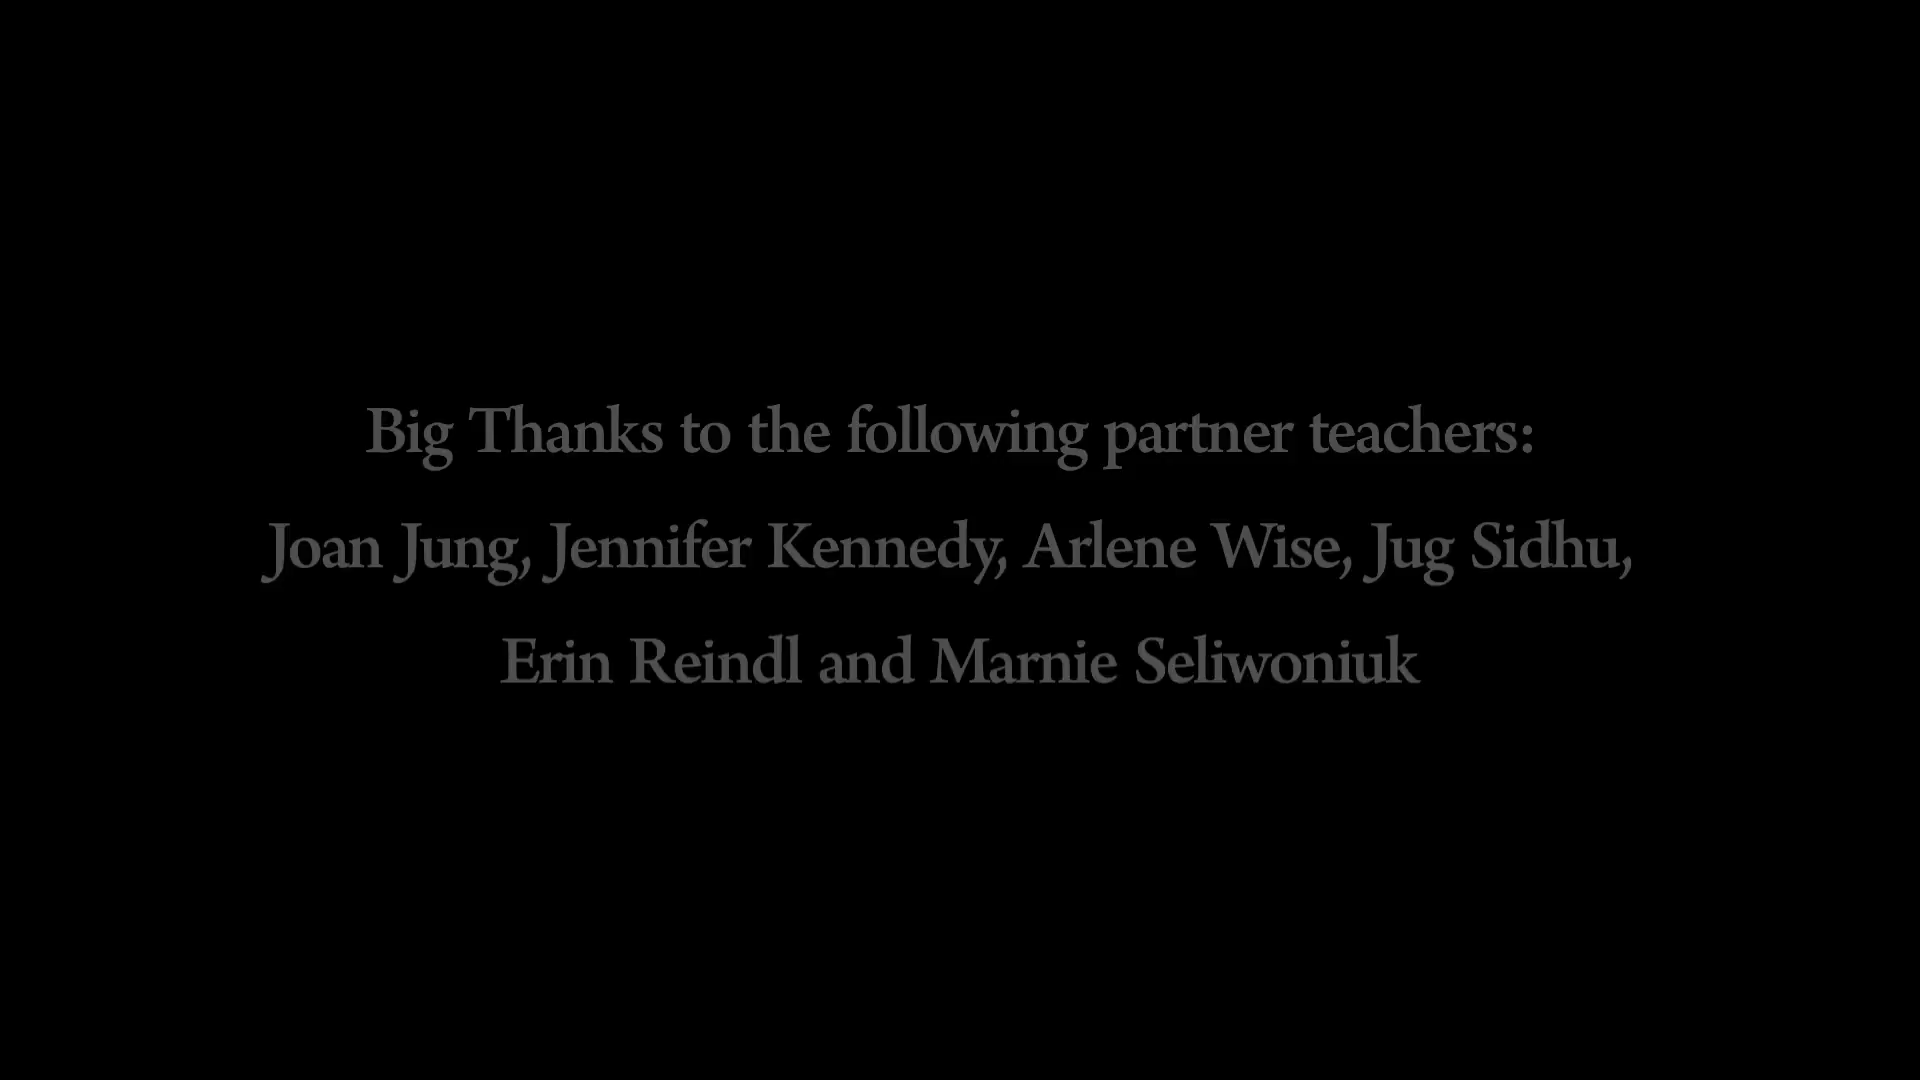 Big Thanks to the following partner teachers:
Joan Jung, Jennifer Kennedy, Arlene Wise, Jug Sidhu,
Erin Reindl and Marnie Seliwoniuk